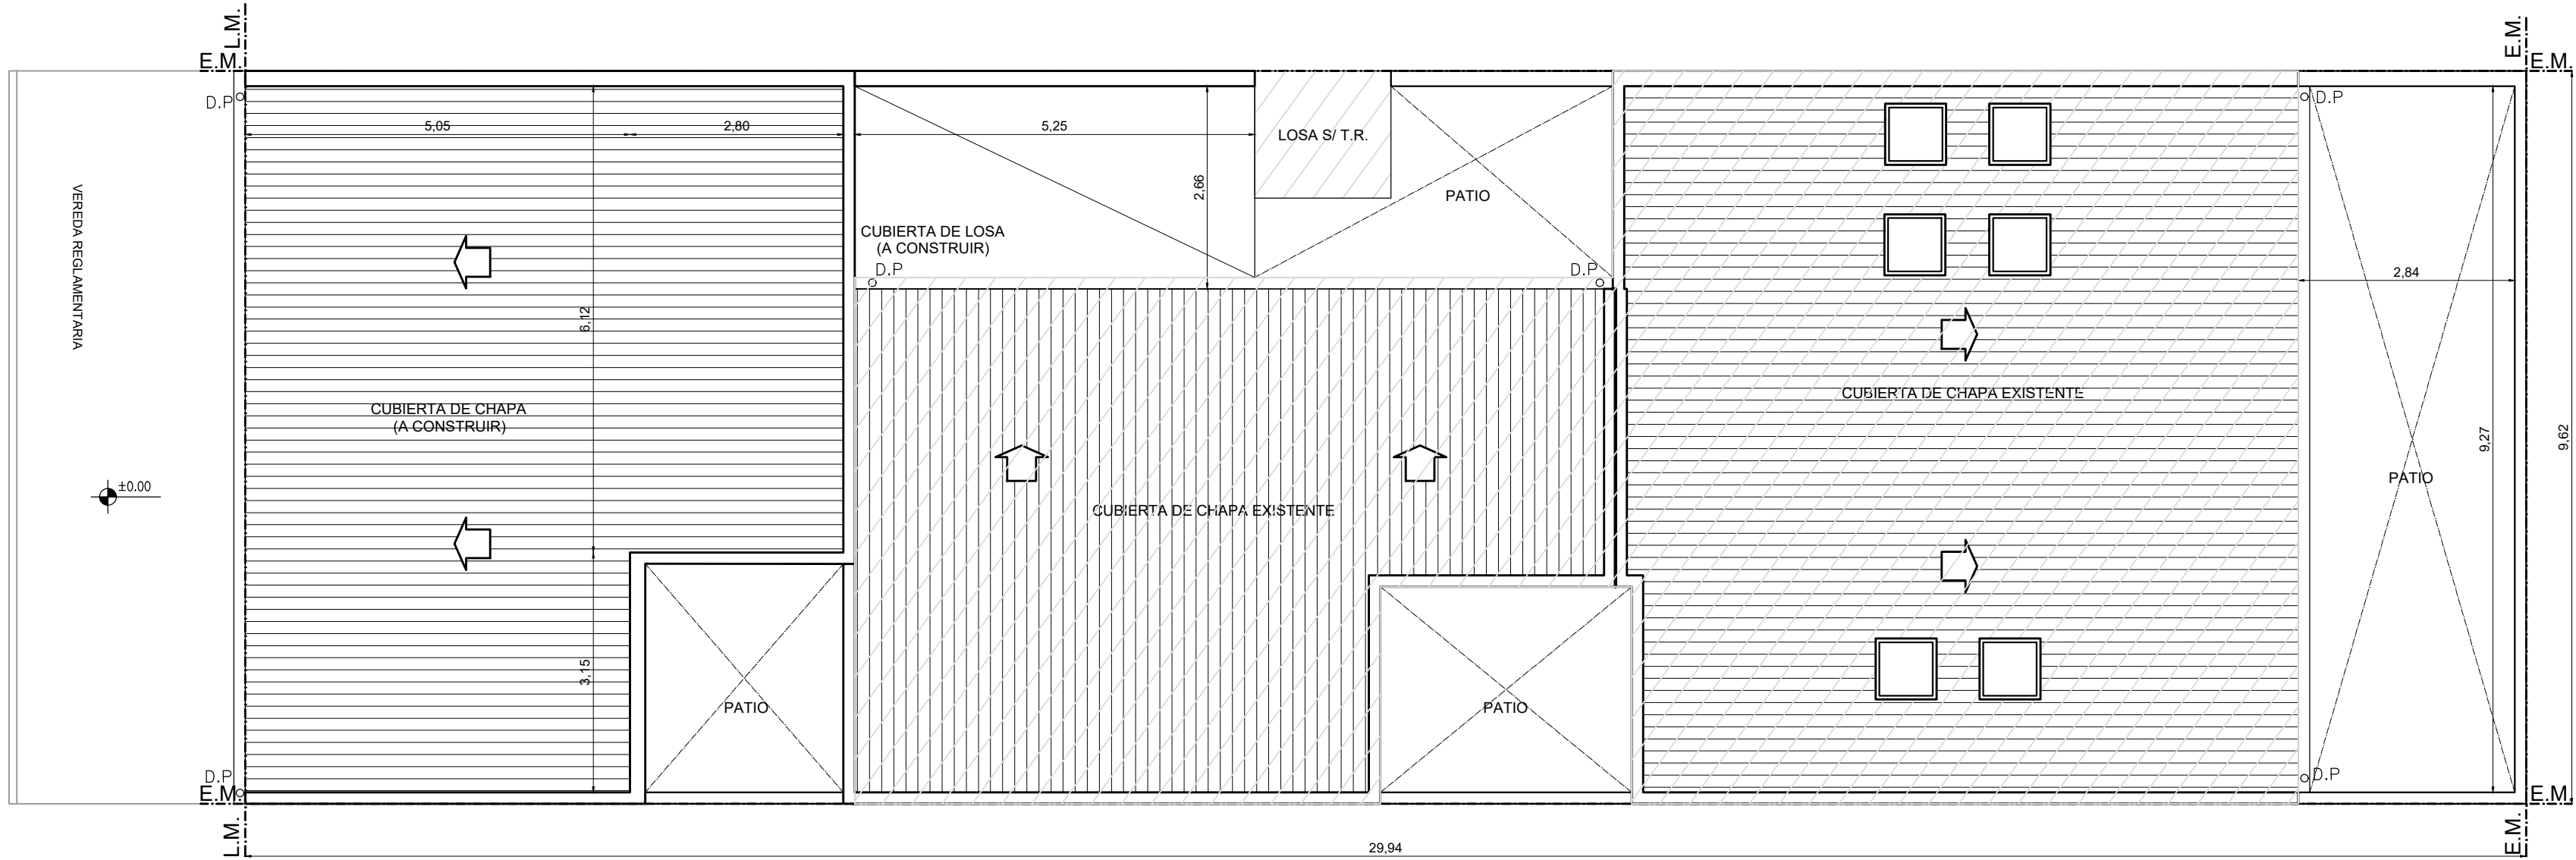 L.M.
E.M.
E.M.
E.M.
D.P
D.P
5,05
2,80
5,25
LOSA S/ T.R.
2,66
PATIO
VEREDA REGLAMENTARIA
CUBIERTA DE LOSA
(A CONSTRUIR)
D.P
D.P
2,84
6,12
CUBIERTA DE CHAPA
(A CONSTRUIR)
CUBIERTA DE CHAPA EXISTENTE
9,27
9,62
PATIO
±0.00
CUBIERTA DE CHAPA EXISTENTE
3,15
PATIO
PATIO
D.P
D.P
E.M.
E.M.
L.M.
E.M.
29,94